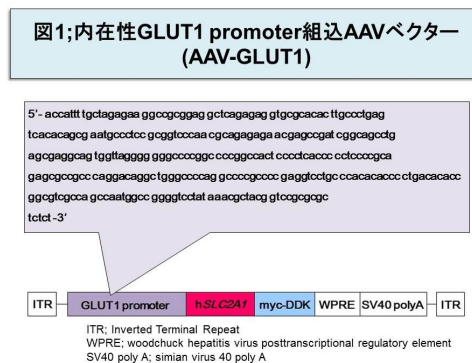 図1;内在性GLUT1 promoter組込AAVベクター
(AAV-GLUT1)
5'- accattt tgctagagaa ggccgcggag gctcagagag gtgcgcacac ttgccctgag
tcacacagcg aatgccctcc gcggtcccaa cgcagagaga acgagccgat cggcagcctg
agcgaggcag tggttagggg gggccccggc cccggccact cccctcaccc cctccccgca
gagcgccgcc caggacaggc tgggccccag gccccgcccc gaggtcctgc ccacacaccc ctgacacacc
ggcgtcgcca gccaatggcc ggggtcctat aaacgctacg gtccgcgcgc
tctct -3'
ITR
GLUT1 promoter
hSLC2A1
myc-DDK
WPRE
SV40 polyA
ITR
ITR; Inverted Terminal Repeat
WPRE; woodchuck hepatitis virus posttranscriptional regulatory element
SV40 poly A; simian virus 40 poly A